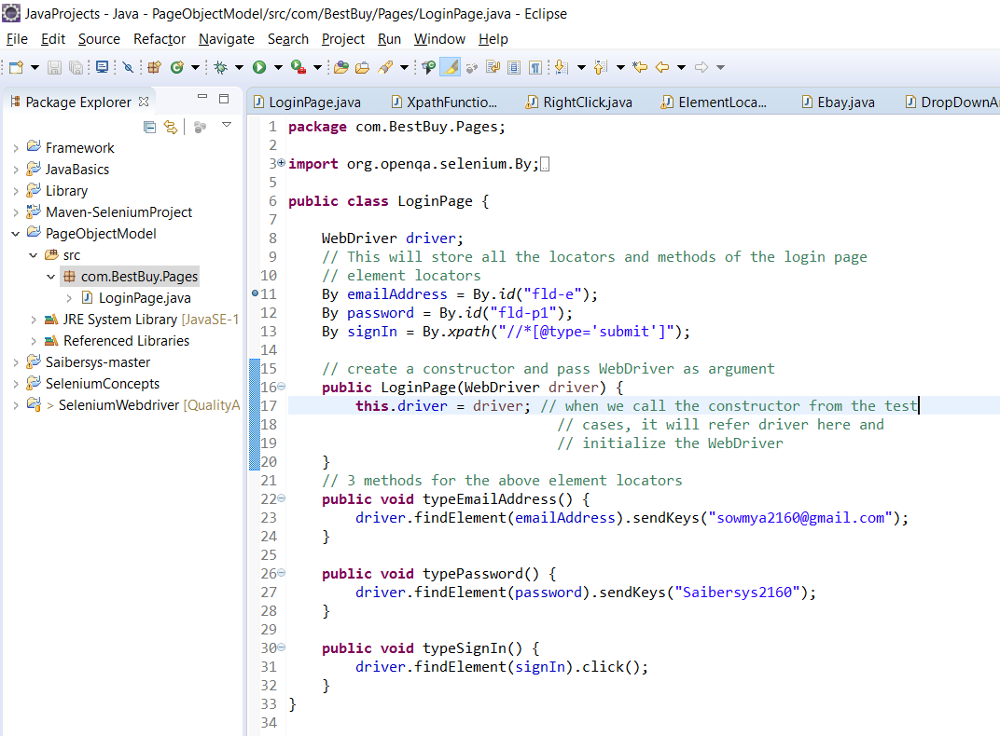 JavaProjects - Java - PageObjectModel/src/com/BestBuy/Pages/LoginPage.java - Eclipse
File Edit Source Refactor Navigate Search Project Run Window Help
Package Explorer
Framework
JavaBasics
Library
Maven-SeleniumProject
PageObjectModel
src
com.BestBuy.Pages
LoginPage.java
JRE System Library [JavaSE-1
Referenced Libraries
Saibersys-master
SeleniumConcepts
> SeleniumWebdriver [QualityA
LoginPage.java XpathFunctio... RightClick.java ElementLoca... Ebay.java DropDownAr
1 package com.BestBuy.Pages;
2
3 import org.openqa.selenium.By;
5
6 public class LoginPage {
7
8 WebDriver driver;
9 // This will store all the locators and methods of the login page
10 // element locators
11 By emailAddress = By.id("fld-e");
12 By password = By.id("fld-p1");
13 By signIn = By.xpath("//*[@type='submit']");
14
15 // create a constructor and pass WebDriver as argument
16 public LoginPage(WebDriver driver) {
17 this.driver = driver; // when we call the constructor from the test
18 // cases, it will refer driver here and
19 // initialize the WebDriver
20 }
21 // 3 methods for the above element locators
22 public void typeEmailAddress() {
23 driver.findElement(emailAddress).sendKeys("sowmya2160@gmail.com");
24 }
25
26 public void typePassword() {
27 driver.findElement(password).sendKeys("Saibersys2160");
28 }
29
30 public void typeSignIn() {
31 driver.findElement(signIn).click();
32 }
33 }
34